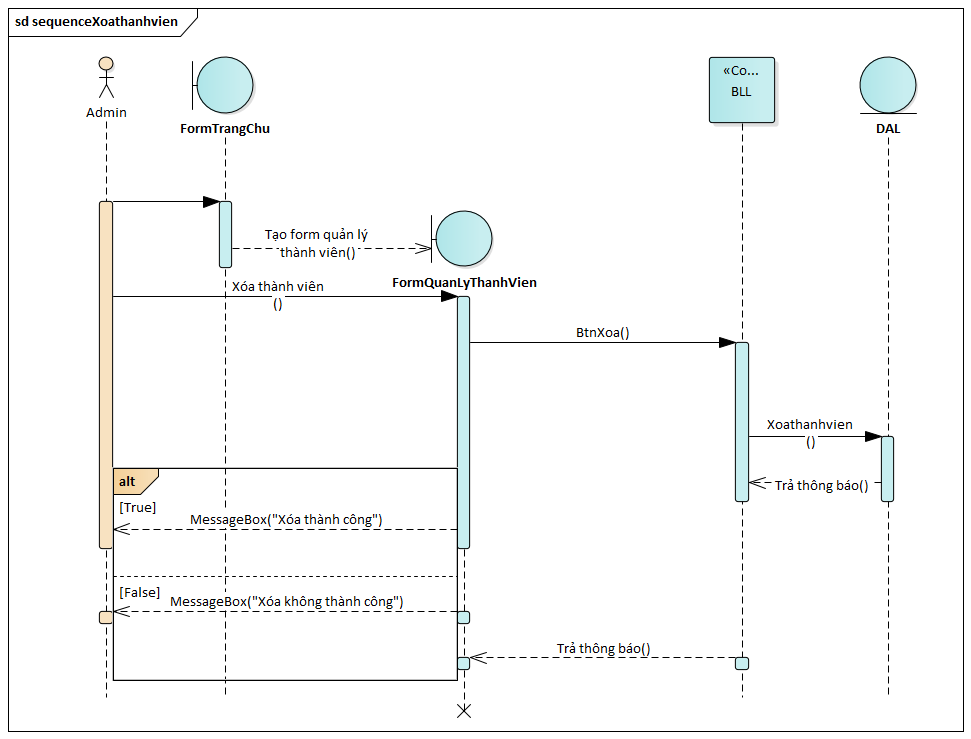 sd sequenceXoathanhvien
Admin
FormTrangChu
«Co...
BLL
DAL
Tạo form quản lý
thành viên()
FormQuanLyThanhVien
Xóa thành viên
()
BtnXoa()
Xoathanhvien
()
Trả thông báo()
alt
[True]
MessageBox("Xóa thành công")
[False]
MessageBox("Xóa không thành công")
Trả thông báo()